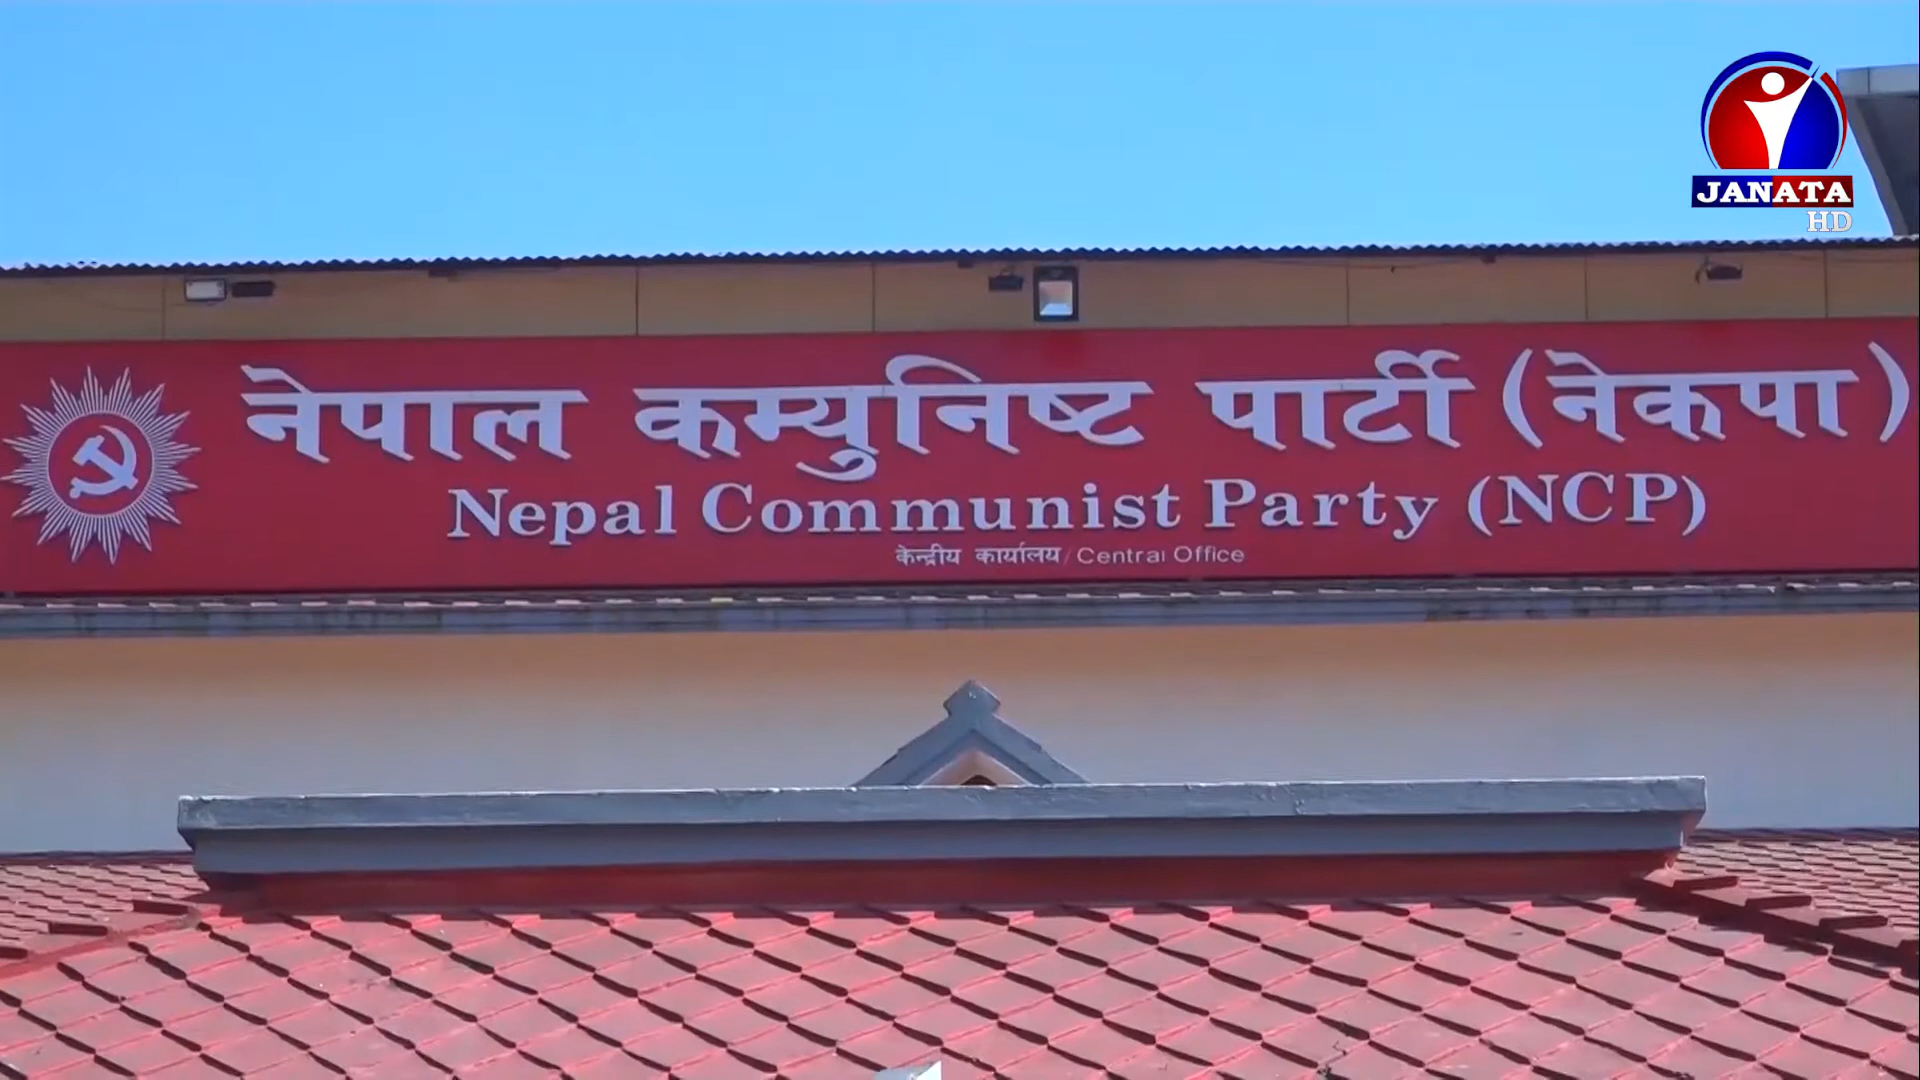 JANATA
HD
नेपाल कम्युनिष्ट पार्टी (नेकपा)
Nepal Communist Party (NCP)
केन्द्रीय कार्यालय/Central Office